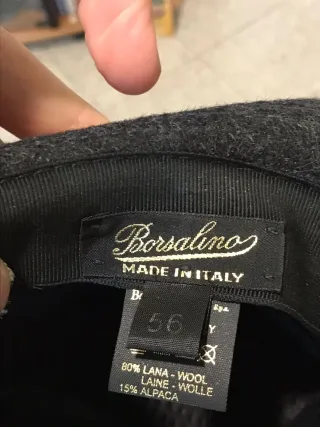 Borsalino
MADE IN ITALY
56
80% LANA - WOOL
LAINE - WOLLE
15% ALPACA